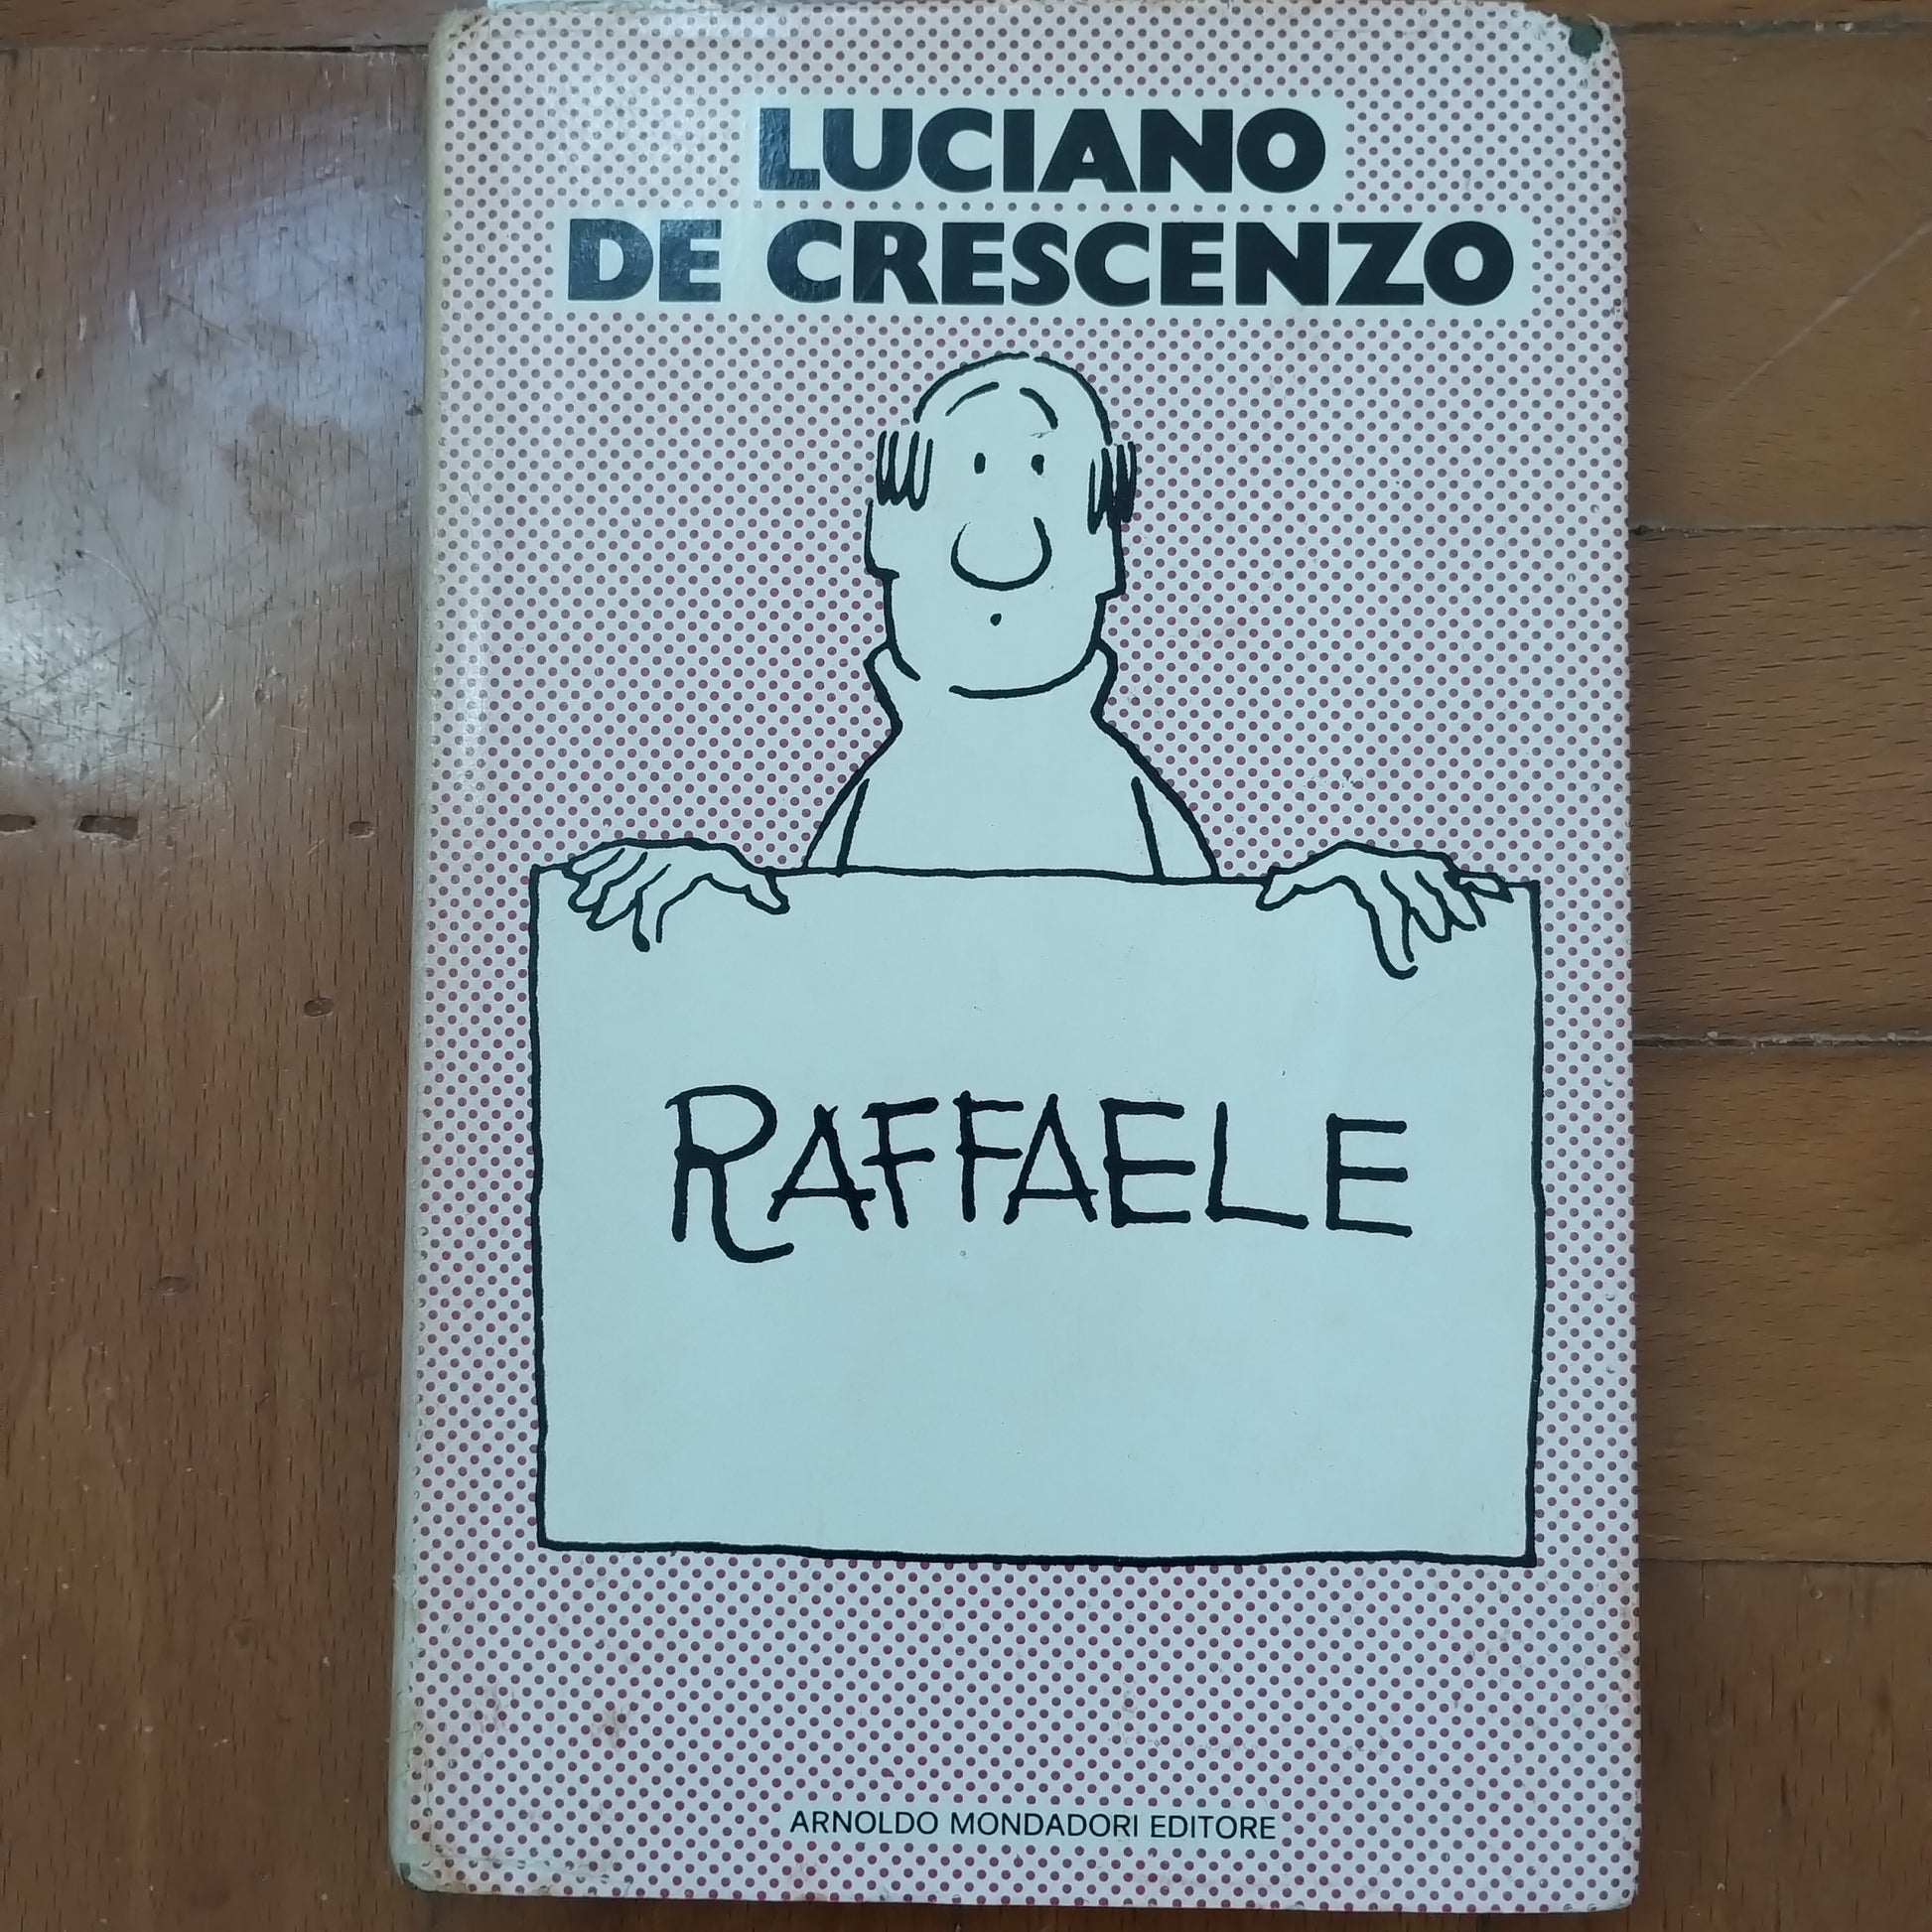 LUCIANO
DE CRESCENZO
RAFFAELE
ARNOLDO MONDADORI EDITORE